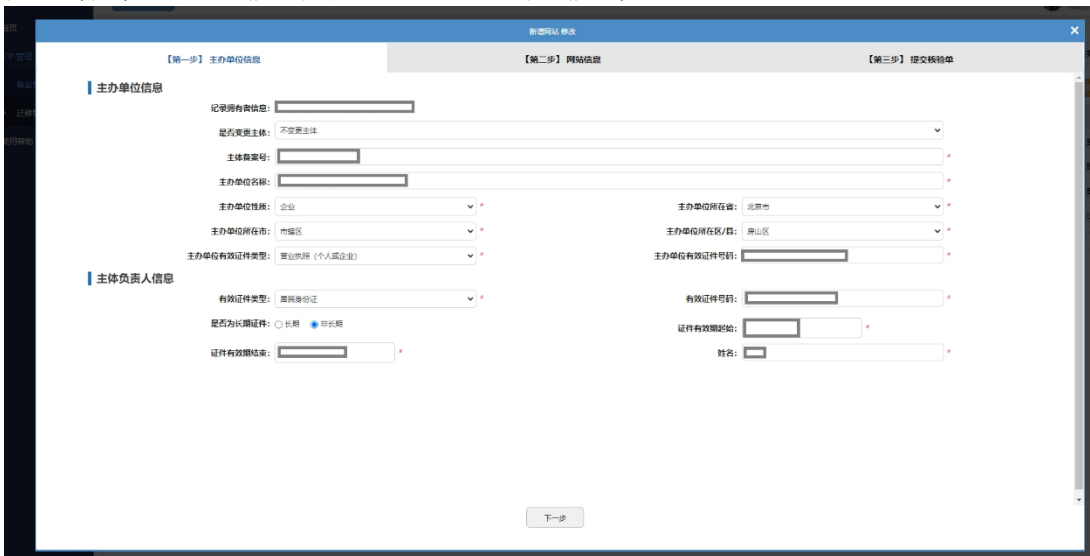 新增网站 修改
×
【第一步】 主办单位信息
【第二步】 网站信息
【第三步】 提交核验单
主办单位信息
记录拥有者信息:
是否变更主体: 不变更主体
主体备案号: *
主办单位名称: *
主办单位性质: 企业 * 主办单位所在省: 北京市 *
主办单位所在市: 市辖区 * 主办单位所在区/县: 房山区 *
主办单位有效证件类型: 营业执照（个人或企业） * 主办单位有效证件号码: *
主体负责人信息
有效证件类型: 居民身份证 * 有效证件号码: *
是否为长期证件: 长期 非长期 证件有效期起始: *
证件有效期结束: * 姓名: *
下一步